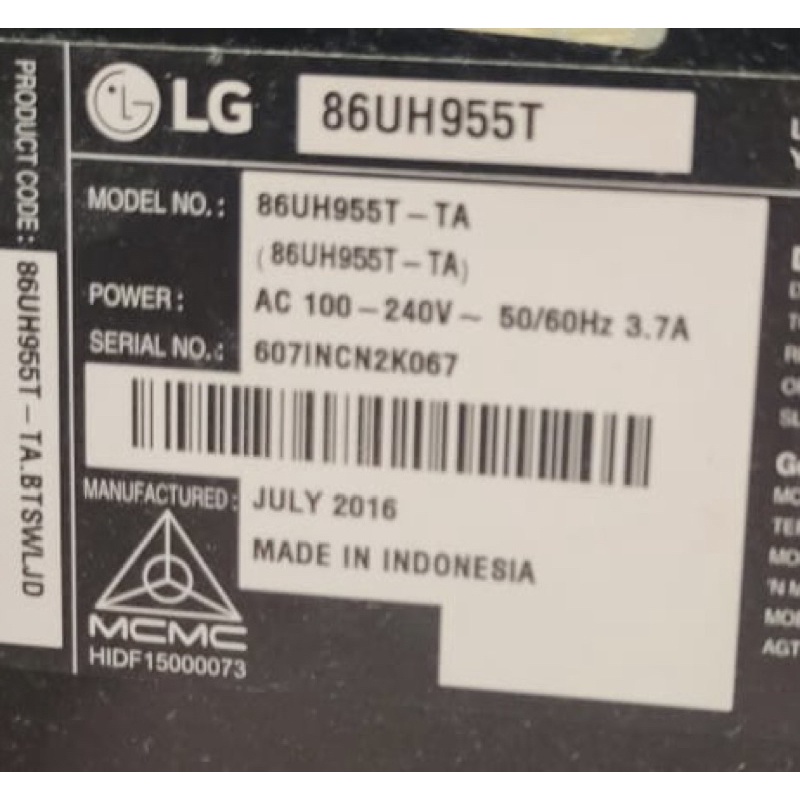 PRODUCT CODE: 86UH955T-TA.BTSWLJD
LG 86UH955T
MODEL NO.: 86UH955T-TA
(86UH955T-TA)
POWER: AC 100-240V~ 50/60Hz 3.7A
SERIAL NO.: 607INCN2K067
MANUFACTURED: JULY 2016
MADE IN INDONESIA
MCMC
HIDF15000073